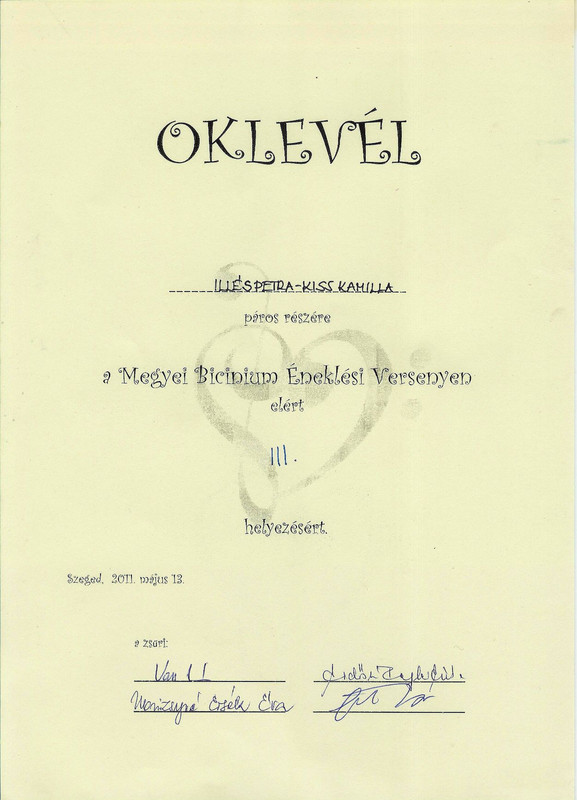 OKLEVÉL
ILLÉS PETRA-KISS KAMILLA
páros részére
a Megyei Bicinium Éneklési Versenyen
elért
III.
helyezésért.
Szeged, 2011. május 13.
a zsűri:
Éva